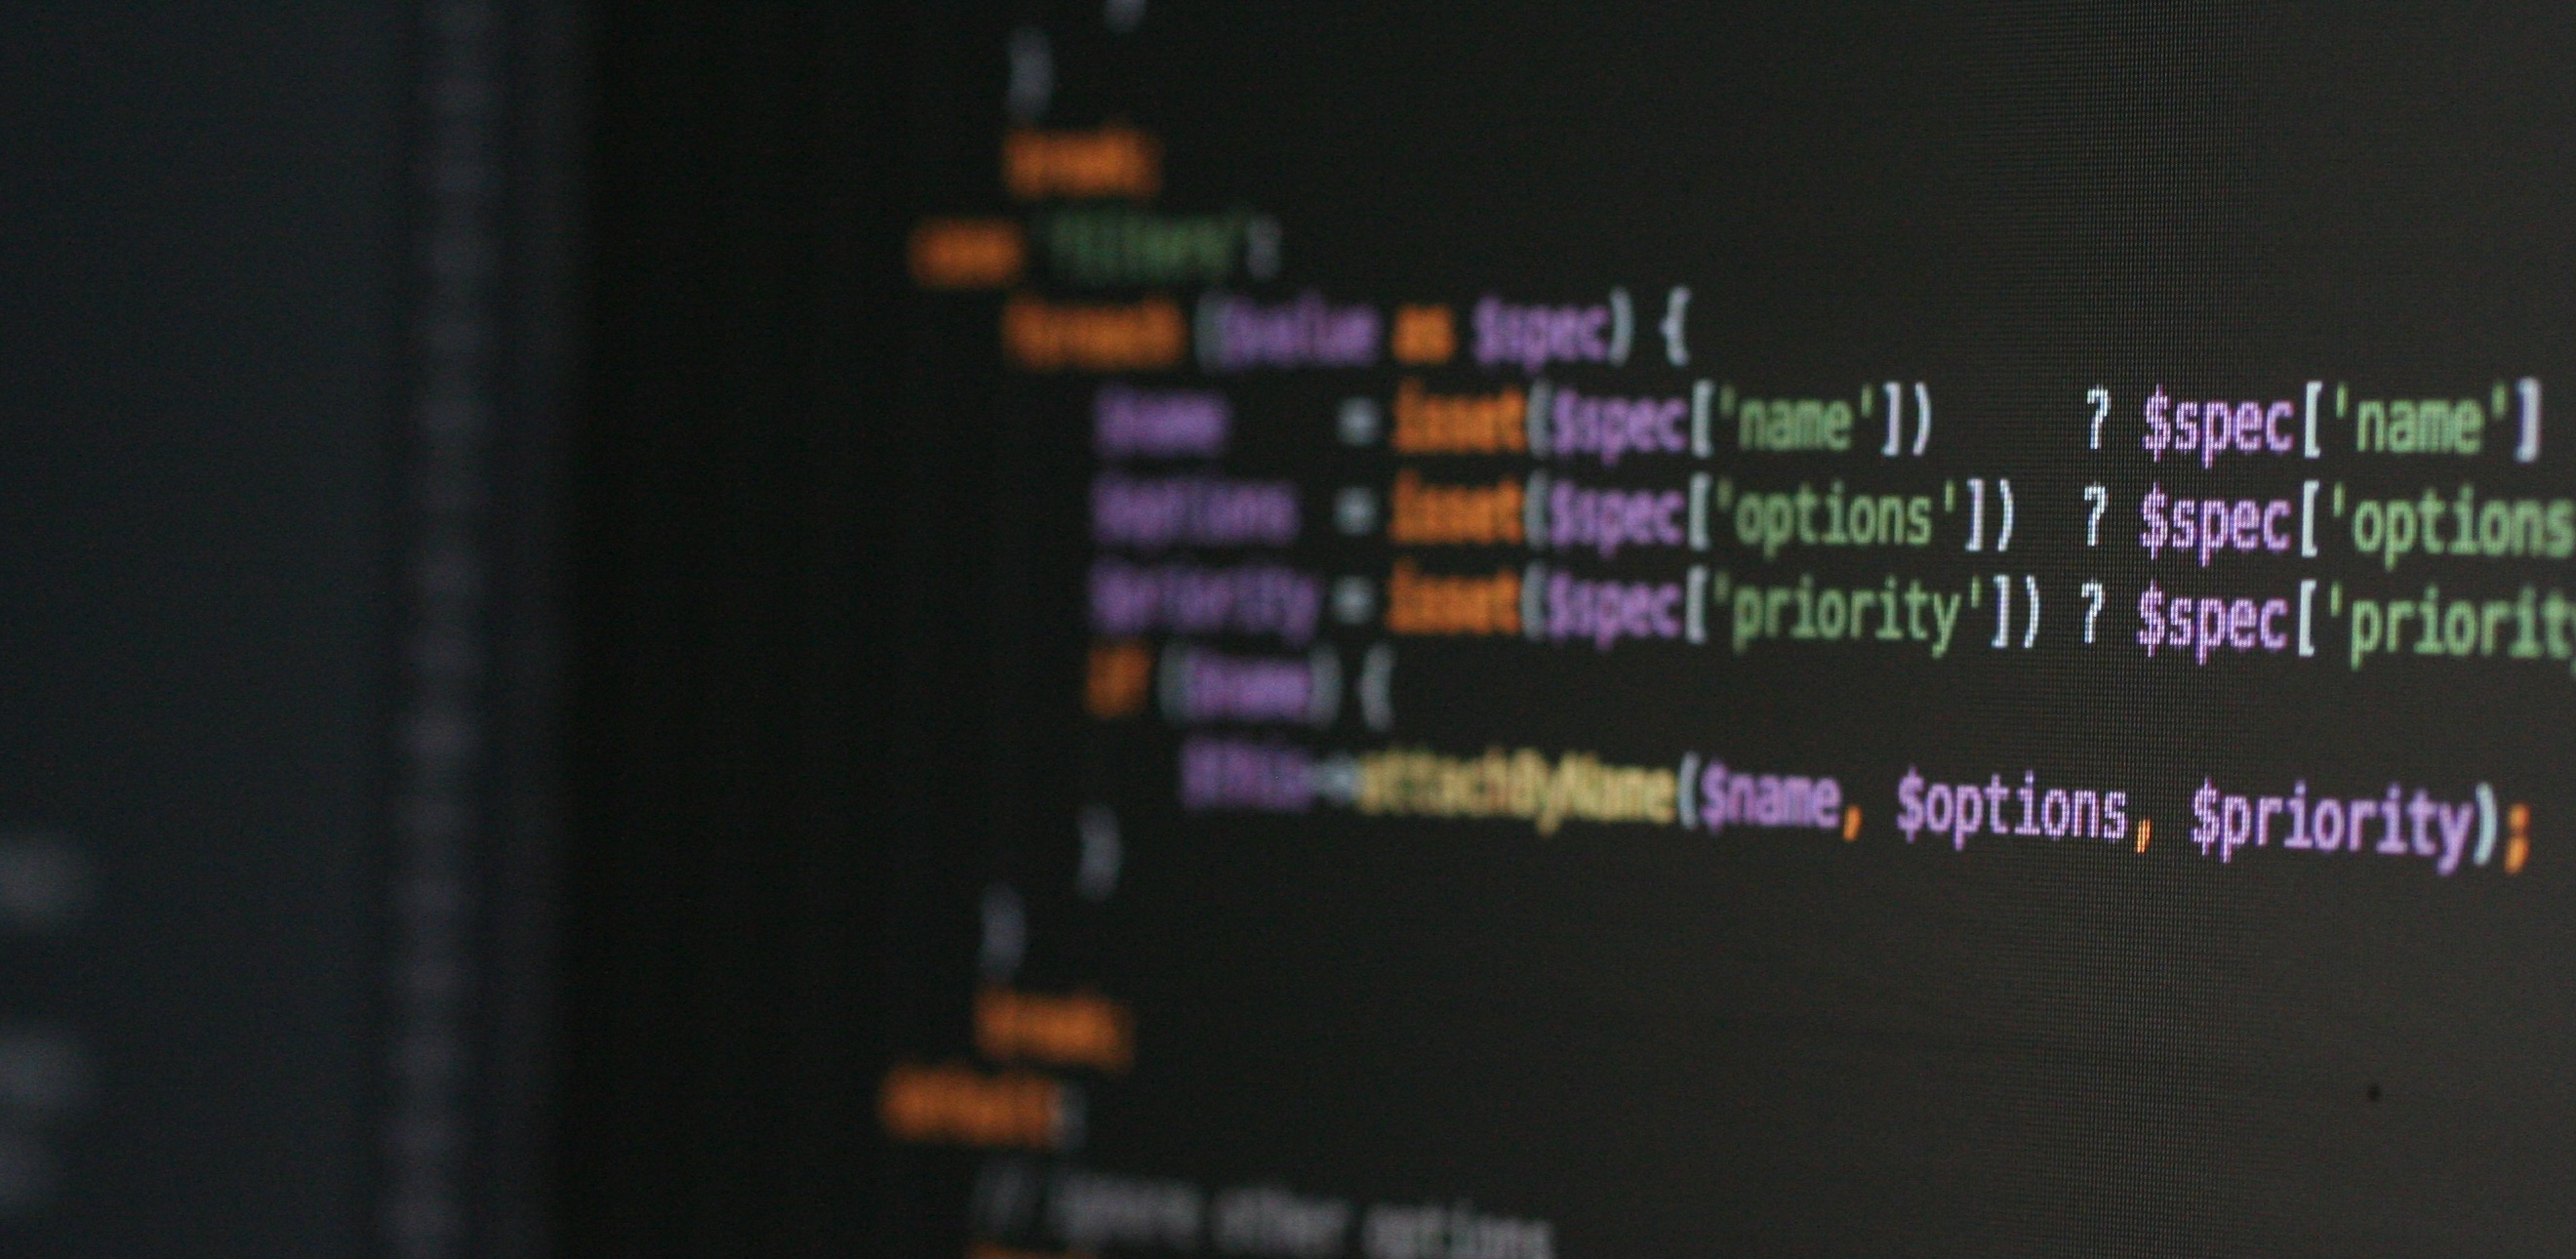 }
}
break;
case 'filters':
foreach ($value as $spec) {
$name = isset($spec['name']) ? $spec['name']
$options = isset($spec['options']) ? $spec['options
$priority = isset($spec['priority']) ? $spec['priority
if ($name) {
$this->attachByName($name, $options, $priority);
}
}
break;
default:
// ignore other options